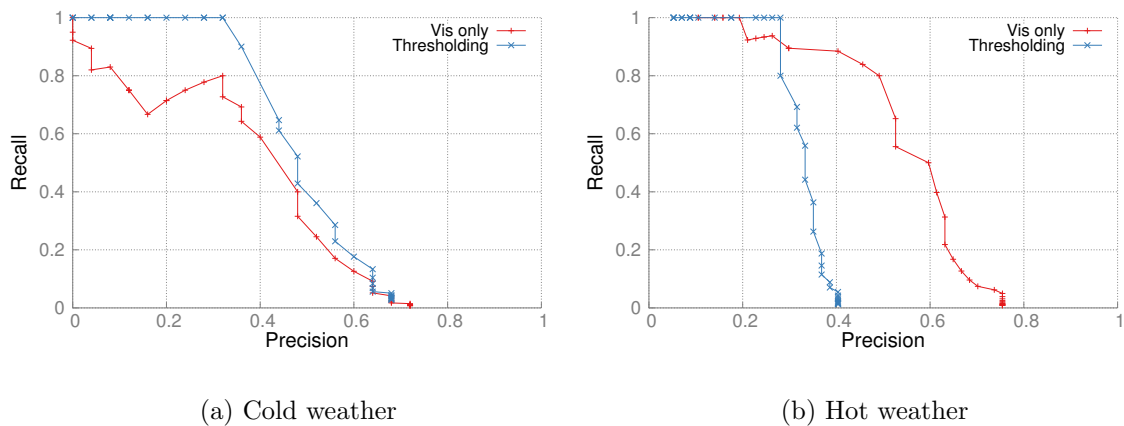 Vis only
Thresholding
Recall
1
0.8
0.6
0.4
0.2
0
0 0.2 0.4 0.6 0.8 1
Precision
(a) Cold weather
Vis only
Thresholding
Recall
1
0.8
0.6
0.4
0.2
0
0 0.2 0.4 0.6 0.8 1
Precision
(b) Hot weather